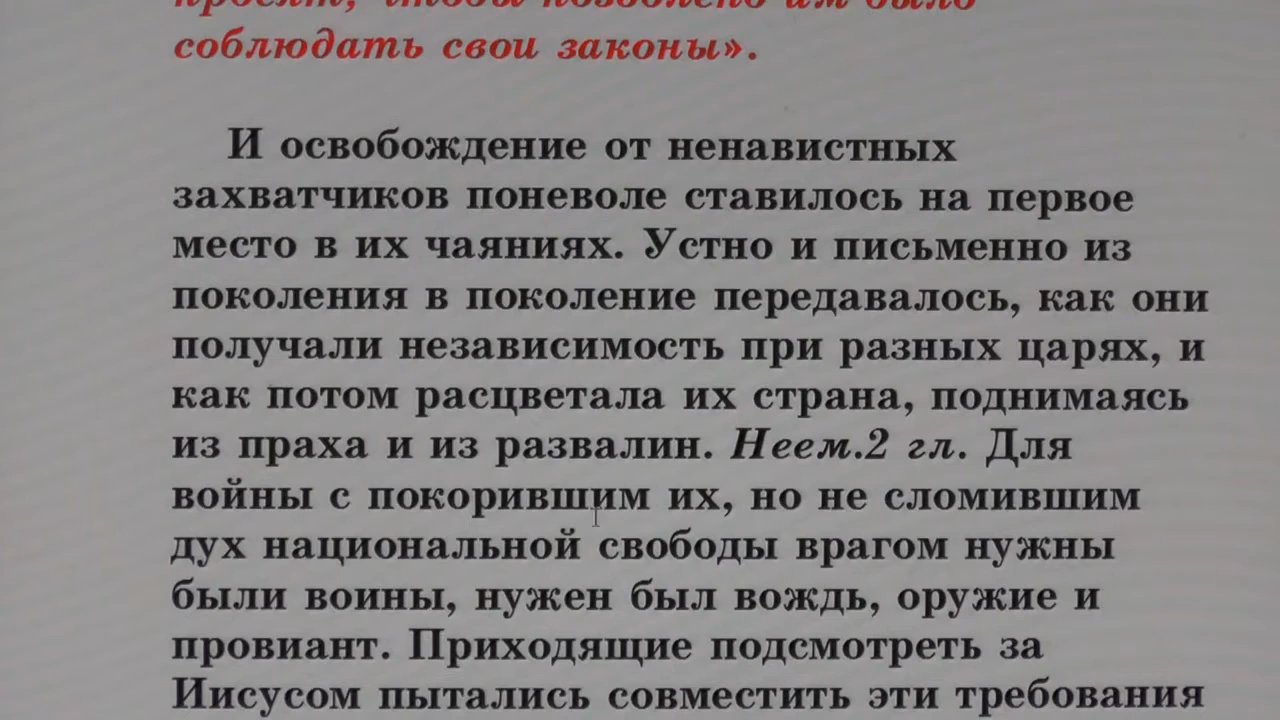 соблюдать свои законы».
И освобождение от ненавистных
захватчиков поневоле ставилось на первое
место в их чаяниях. Устно и письменно из
поколения в поколение передавалось, как они
получали независимость при разных царях, и
как потом расцветала их страна, поднимаясь
из праха и из развалин. Неем.2 гл. Для
войны с покорившим их, но не сломившим
дух национальной свободы врагом нужны
были воины, нужен был вождь, оружие и
провиант. Приходящие подсмотреть за
Иисусом пытались совместить эти требования